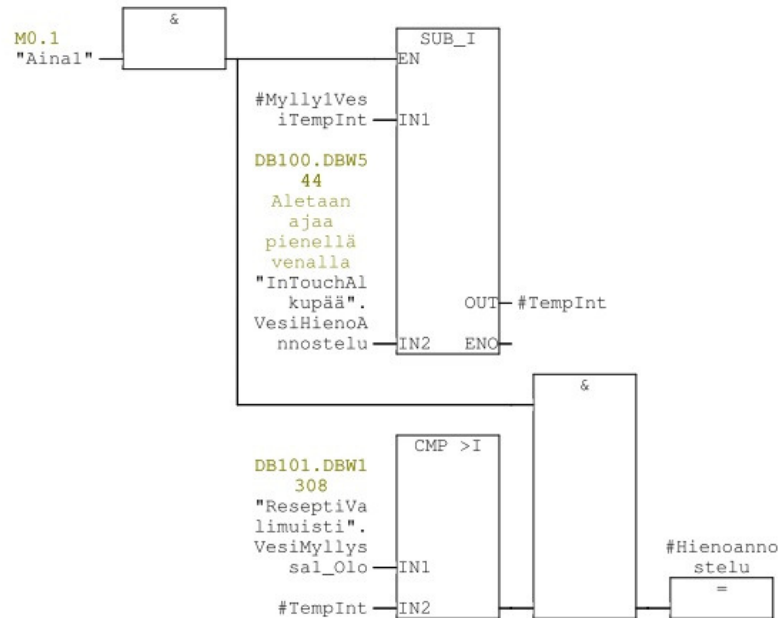 &
SUB_I
M0.1
"Aina1"
EN
#Mylly1Ves
iTempInt
IN1
DB100.DBW5
44
Aletaan
ajaa
pienellä
venalla
"InTouchAl
kupää".
VesiHienoA
nnostelu
IN2
OUT
#TempInt
ENO
&
CMP >I
DB101.DBW1
308
"ReseptiVa
limuisti".
VesiMyllys
sa1_Olo
IN1
#TempInt
IN2
#Hienoanno
stelu
=